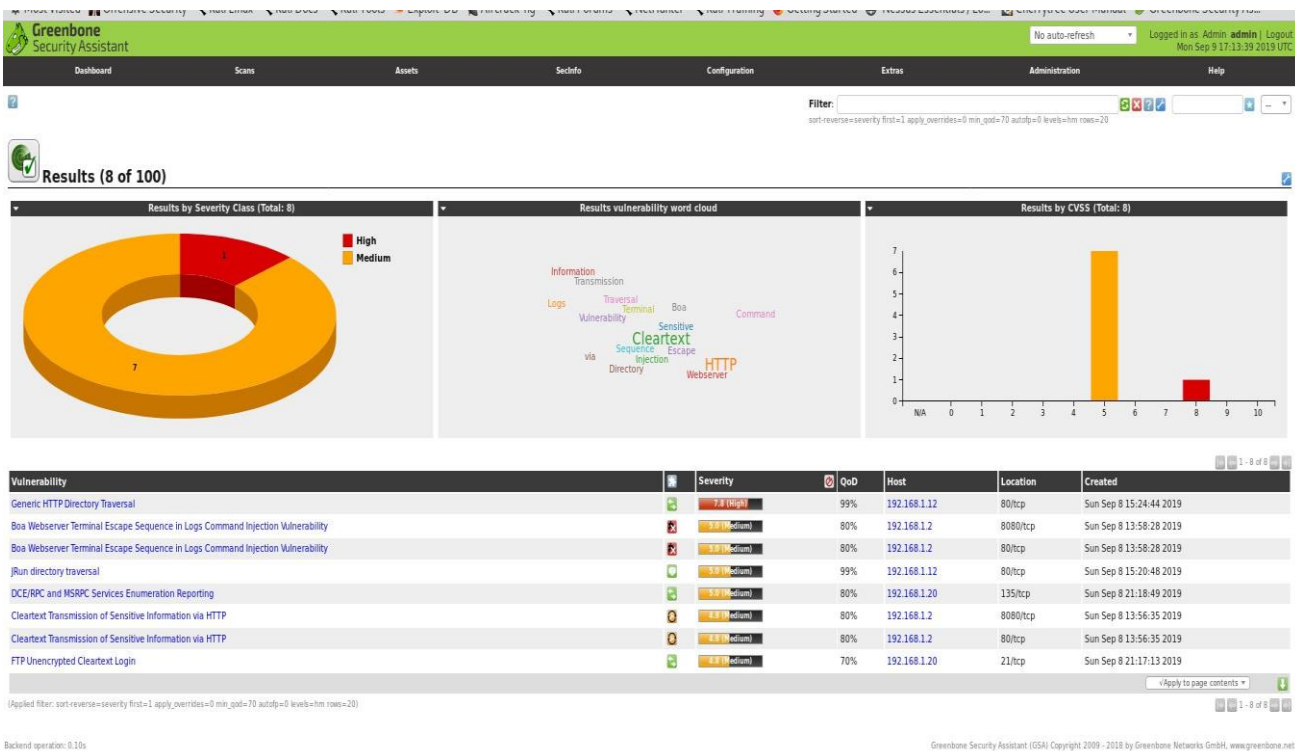 Greenbone
Security Assistant
No auto-refresh
Logged in as Admin admin | Logout
Mon Sep 9 17:13:39 2019 UTC
Dashboard Scans Assets SecInfo Configuration Extras Administration Help
Filter:
sort-reverse=severity first=1 apply_overrides=0 min_qod=70 autofp=0 levels=hm rows=20
--
Results (8 of 100)
Results by Severity Class (Total: 8)
1
7
High
Medium
Results vulnerability word cloud
Information
Transmission
Logs
Traversal
Terminal
Boa
Command
Vulnerability
Sensitive
Cleartext
Sequence
Escape
via
Injection
Directory
HTTP
Webserver
Results by CVSS (Total: 8)
7
6
5
4
3
2
1
0
N/A 0 1 2 3 4 5 6 7 8 9 10
1 - 8 of 8
Vulnerability Severity QoD Host Location Created
Generic HTTP Directory Traversal 7.8 (High) 99% 192.168.1.12 80/tcp Sun Sep 8 15:24:44 2019
Boa Webserver Terminal Escape Sequence in Logs Command Injection Vulnerability 5.0 (Medium) 80% 192.168.1.2 8080/tcp Sun Sep 8 13:58:28 2019
Boa Webserver Terminal Escape Sequence in Logs Command Injection Vulnerability 5.0 (Medium) 80% 192.168.1.2 80/tcp Sun Sep 8 13:58:28 2019
JRun directory traversal 5.0 (Medium) 99% 192.168.1.12 80/tcp Sun Sep 8 15:20:48 2019
DCE/RPC and MSRPC Services Enumeration Reporting 5.0 (Medium) 80% 192.168.1.20 135/tcp Sun Sep 8 21:18:49 2019
Cleartext Transmission of Sensitive Information via HTTP 4.8 (Medium) 80% 192.168.1.2 8080/tcp Sun Sep 8 13:56:35 2019
Cleartext Transmission of Sensitive Information via HTTP 4.8 (Medium) 80% 192.168.1.2 80/tcp Sun Sep 8 13:56:35 2019
FTP Unencrypted Cleartext Login 4.8 (Medium) 70% 192.168.1.20 21/tcp Sun Sep 8 21:17:13 2019
√Apply to page contents
(Applied filter: sort-reverse=severity first=1 apply_overrides=0 min_qod=70 autofp=0 levels=hm rows=20)
1 - 8 of 8
Backend operation: 0.10s
Greenbone Security Assistant (GSA) Copyright 2009 - 2018 by Greenbone Networks GmbH, www.greenbone.net